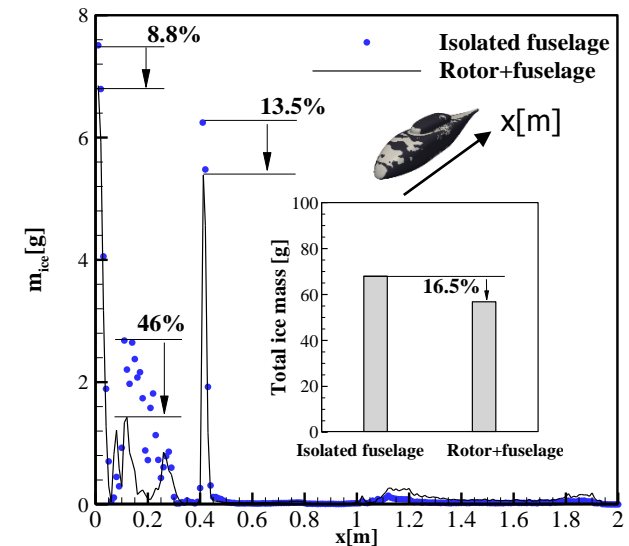 8
8.8%
Isolated fuselage
Rotor+fuselage
13.5%
x[m]
6
m_ice[g]
100
80
Total ice mass [g]
16.5%
60
4
40
46%
20
2
0
Isolated fuselage Rotor+fuselage
0
0 0.2 0.4 0.6 0.8 1 1.2 1.4 1.6 1.8 2
x[m]